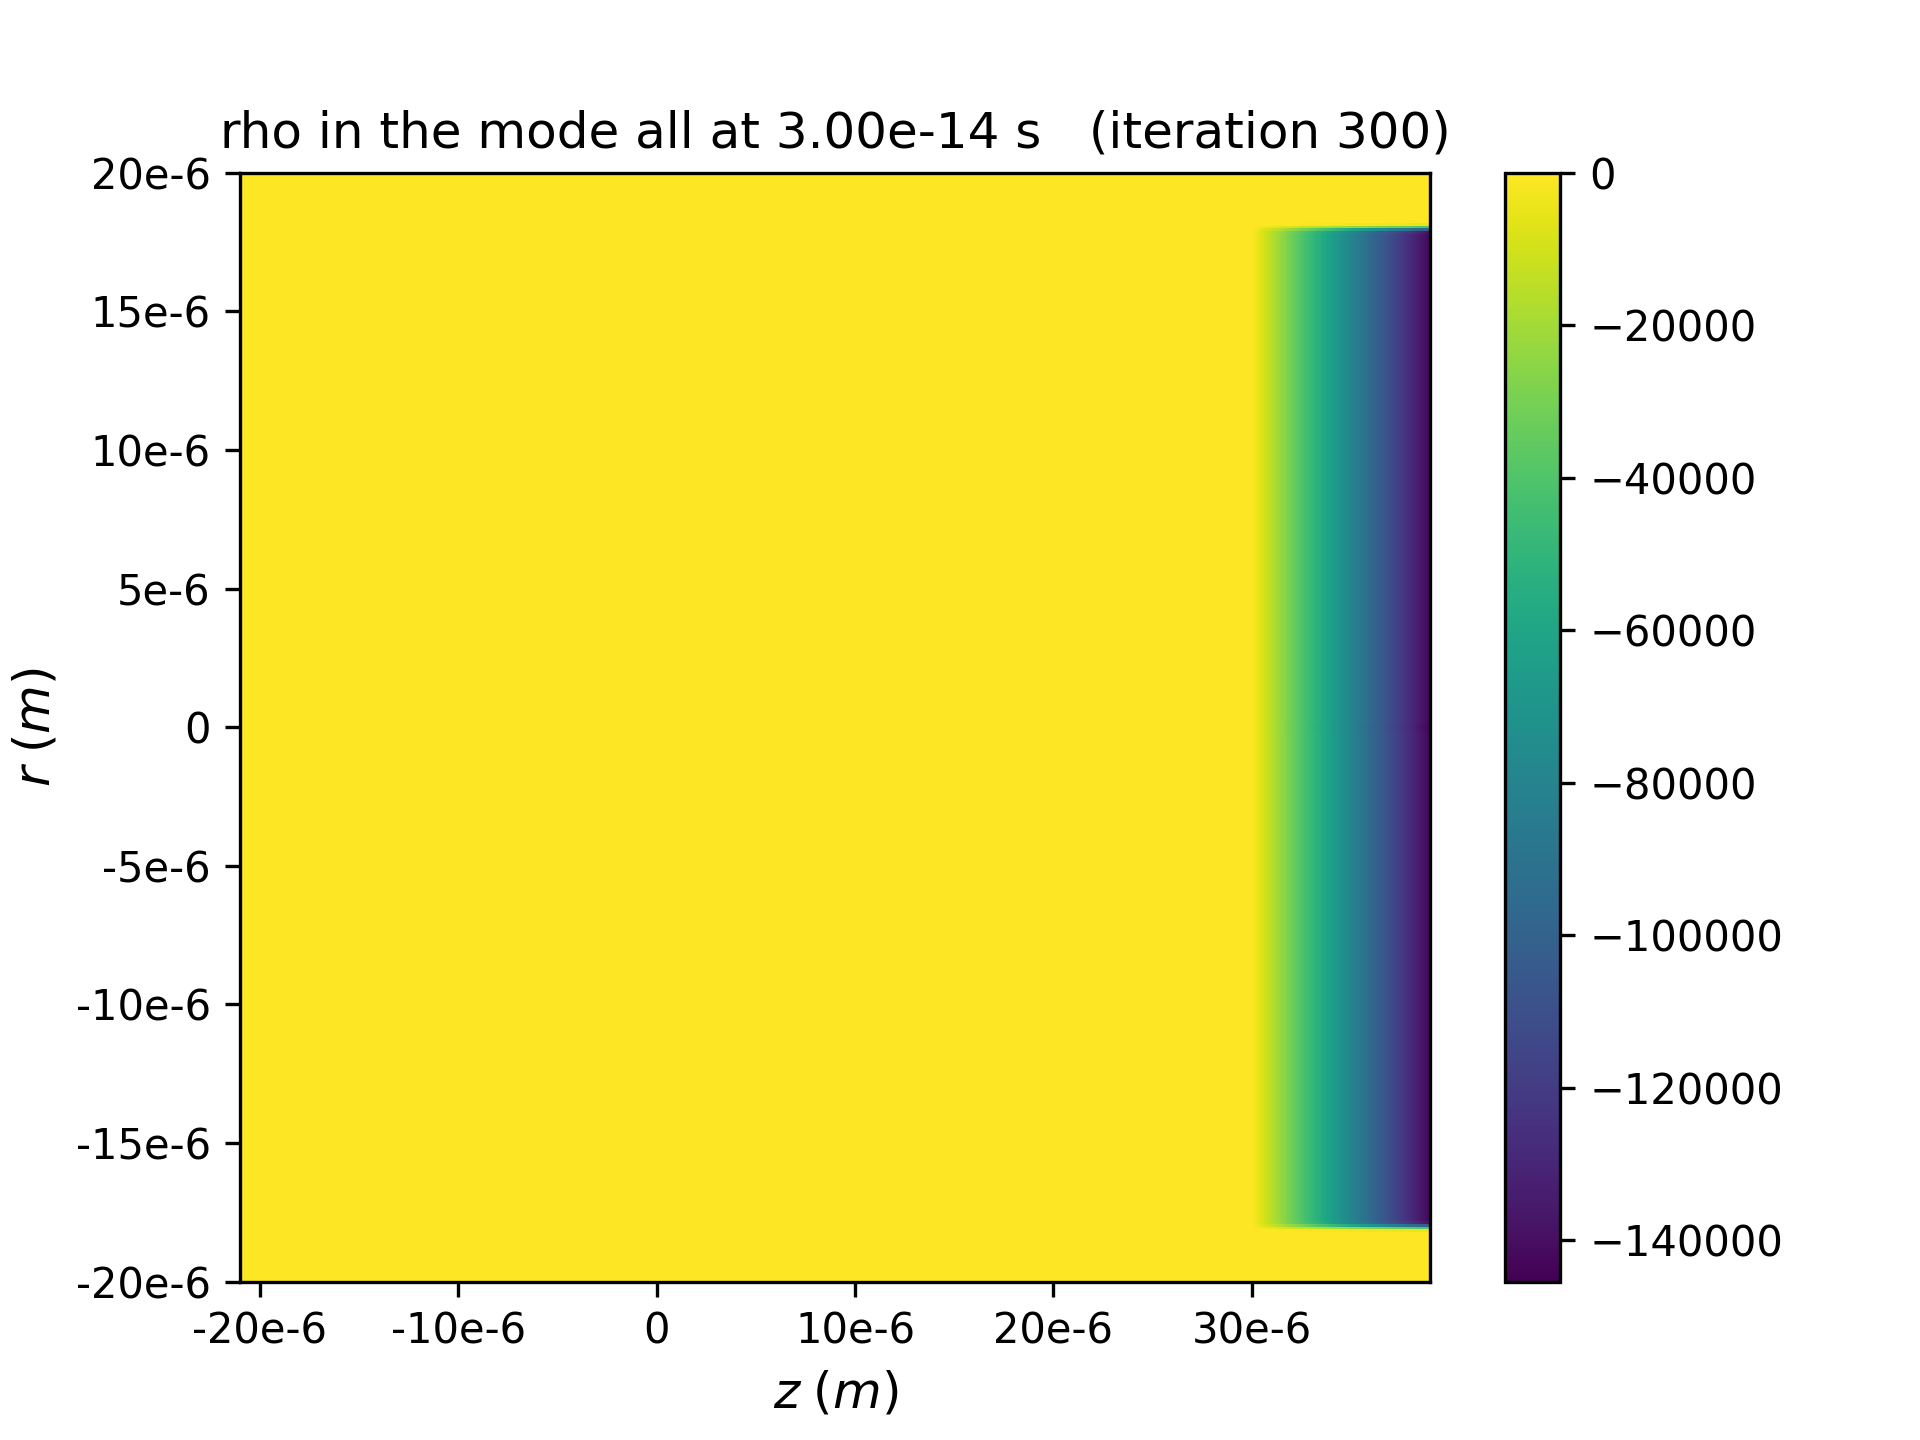 rho in the mode all at 3.00e-14 s   (iteration 300)
20e-6
15e-6
10e-6
5e-6
0
-5e-6
-10e-6
-15e-6
-20e-6
r (m)
-20e-6
-10e-6
0
10e-6
20e-6
30e-6
z (m)
0
−20000
−40000
−60000
−80000
−100000
−120000
−140000